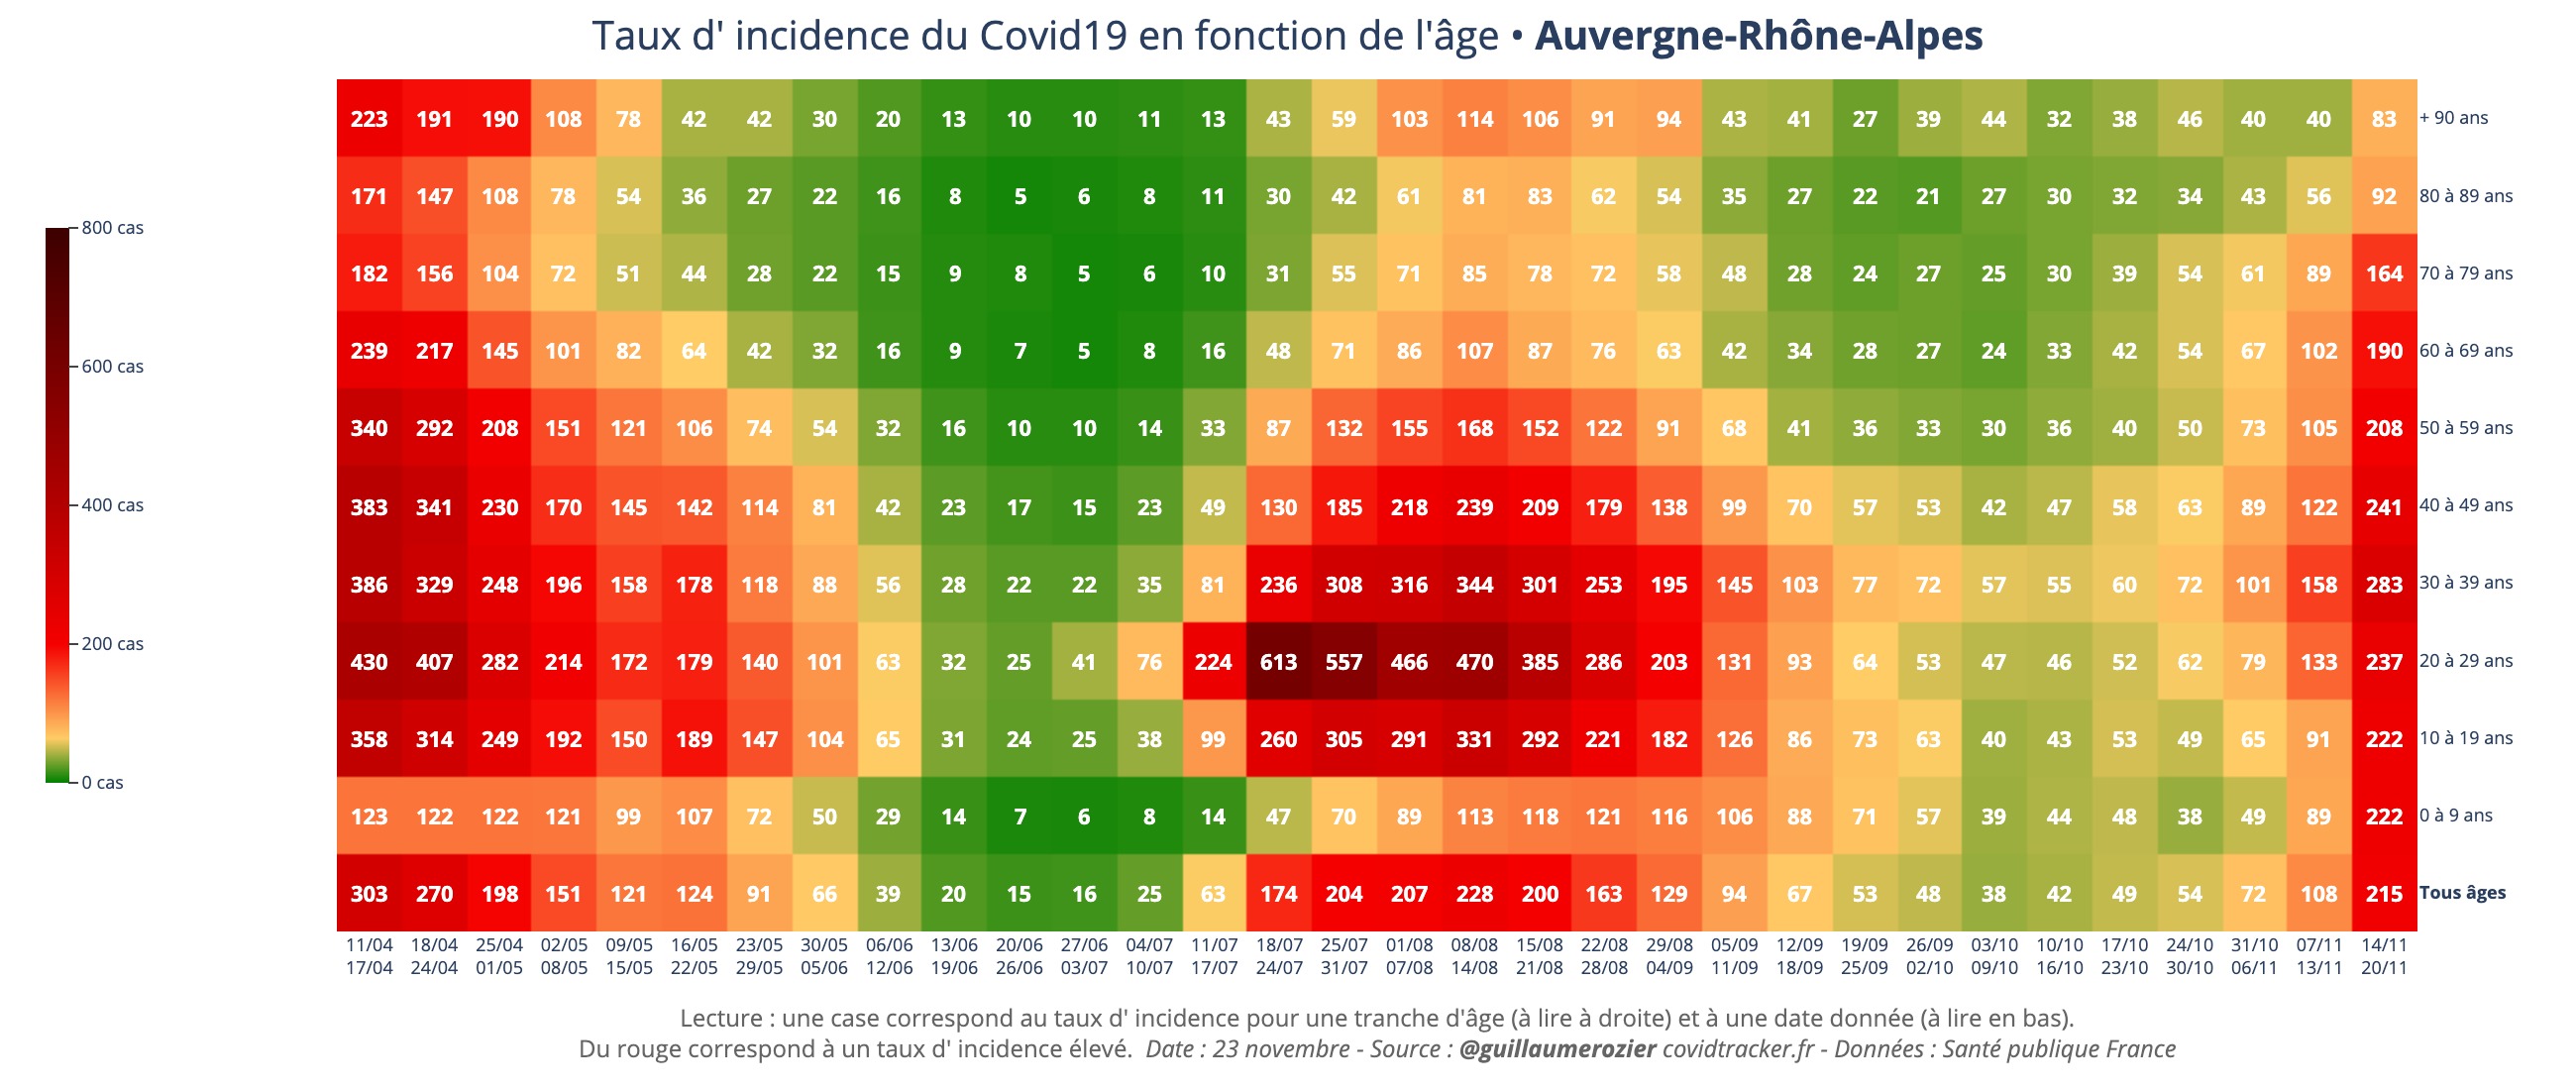 Taux d' incidence du Covid19 en fonction de l'âge • Auvergne-Rhône-Alpes
800 cas
600 cas
400 cas
200 cas
0 cas
223 191 190 108 78 42 42 30 20 13 10 10 11 13 43 59 103 114 106 91 94 43 41 27 39 44 32 38 46 40 40 83 + 90 ans
171 147 108 78 54 36 27 22 16 8 5 6 8 11 30 42 61 81 83 62 54 35 27 22 21 27 30 32 34 43 56 92 80 à 89 ans
182 156 104 72 51 44 28 22 15 9 8 5 6 10 31 55 71 85 78 72 58 48 28 24 27 25 30 39 54 61 89 164 70 à 79 ans
239 217 145 101 82 64 42 32 16 9 7 5 8 16 48 71 86 107 87 76 63 42 34 28 27 24 33 42 54 67 102 190 60 à 69 ans
340 292 208 151 121 106 74 54 32 16 10 10 14 33 87 132 155 168 152 122 91 68 41 36 33 30 36 40 50 73 105 208 50 à 59 ans
383 341 230 170 145 142 114 81 42 23 17 15 23 49 130 185 218 239 209 179 138 99 70 57 53 42 47 58 63 89 122 241 40 à 49 ans
386 329 248 196 158 178 118 88 56 28 22 22 35 81 236 308 316 344 301 253 195 145 103 77 72 57 55 60 72 101 158 283 30 à 39 ans
430 407 282 214 172 179 140 101 63 32 25 41 76 224 613 557 466 470 385 286 203 131 93 64 53 47 46 52 62 79 133 237 20 à 29 ans
358 314 249 192 150 189 147 104 65 31 24 25 38 99 260 305 291 331 292 221 182 126 86 73 63 40 43 53 49 65 91 222 10 à 19 ans
123 122 122 121 99 107 72 50 29 14 7 6 8 14 47 70 89 113 118 121 116 106 88 71 57 39 44 48 38 49 89 222 0 à 9 ans
303 270 198 151 121 124 91 66 39 20 15 16 25 63 174 204 207 228 200 163 129 94 67 53 48 38 42 49 54 72 108 215 Tous âges
11/04 18/04 25/04 02/05 09/05 16/05 23/05 30/05 06/06 13/06 20/06 27/06 04/07 11/07 18/07 25/07 01/08 08/08 15/08 22/08 29/08 05/09 12/09 19/09 26/09 03/10 10/10 17/10 24/10 31/10 07/11 14/11
17/04 24/04 01/05 08/05 15/05 22/05 29/05 05/06 12/06 19/06 26/06 03/07 10/07 17/07 24/07 31/07 07/08 14/08 21/08 28/08 04/09 11/09 18/09 25/09 02/10 09/10 16/10 23/10 30/10 06/11 13/11 20/11
Lecture : une case correspond au taux d' incidence pour une tranche d'âge (à lire à droite) et à une date donnée (à lire en bas).
Du rouge correspond à un taux d' incidence élevé. Date : 23 novembre - Source : @guillaumerozier covidtracker.fr - Données : Santé publique France